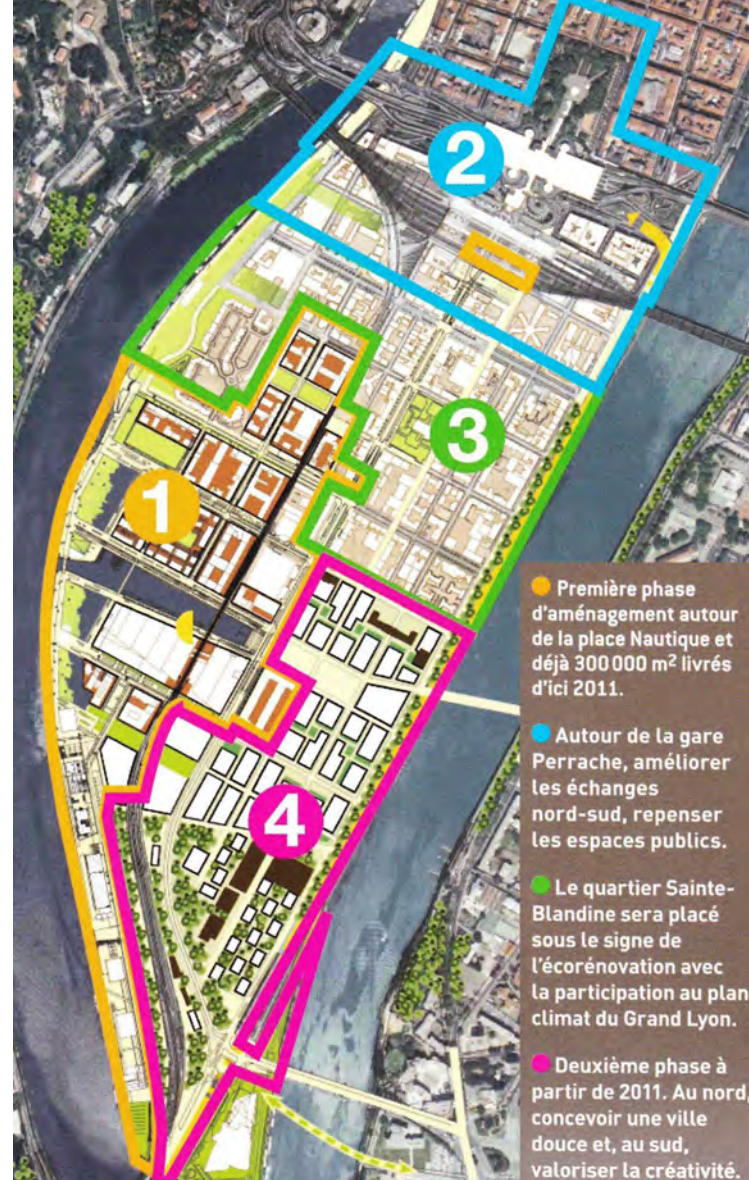 2
3
1
4
Première phase
d'aménagement autour
de la place Nautique et
déjà 300 000 m² livrés
d'ici 2011.
Autour de la gare
Perrache, améliorer
les échanges
nord-sud, repenser
les espaces publics.
Le quartier Sainte-
Blandine sera placé
sous le signe de
l'écorénovation avec
la participation au plan
climat du Grand Lyon.
Deuxième phase à
partir de 2011. Au nord,
concevoir une ville
douce et, au sud,
valoriser la créativité.